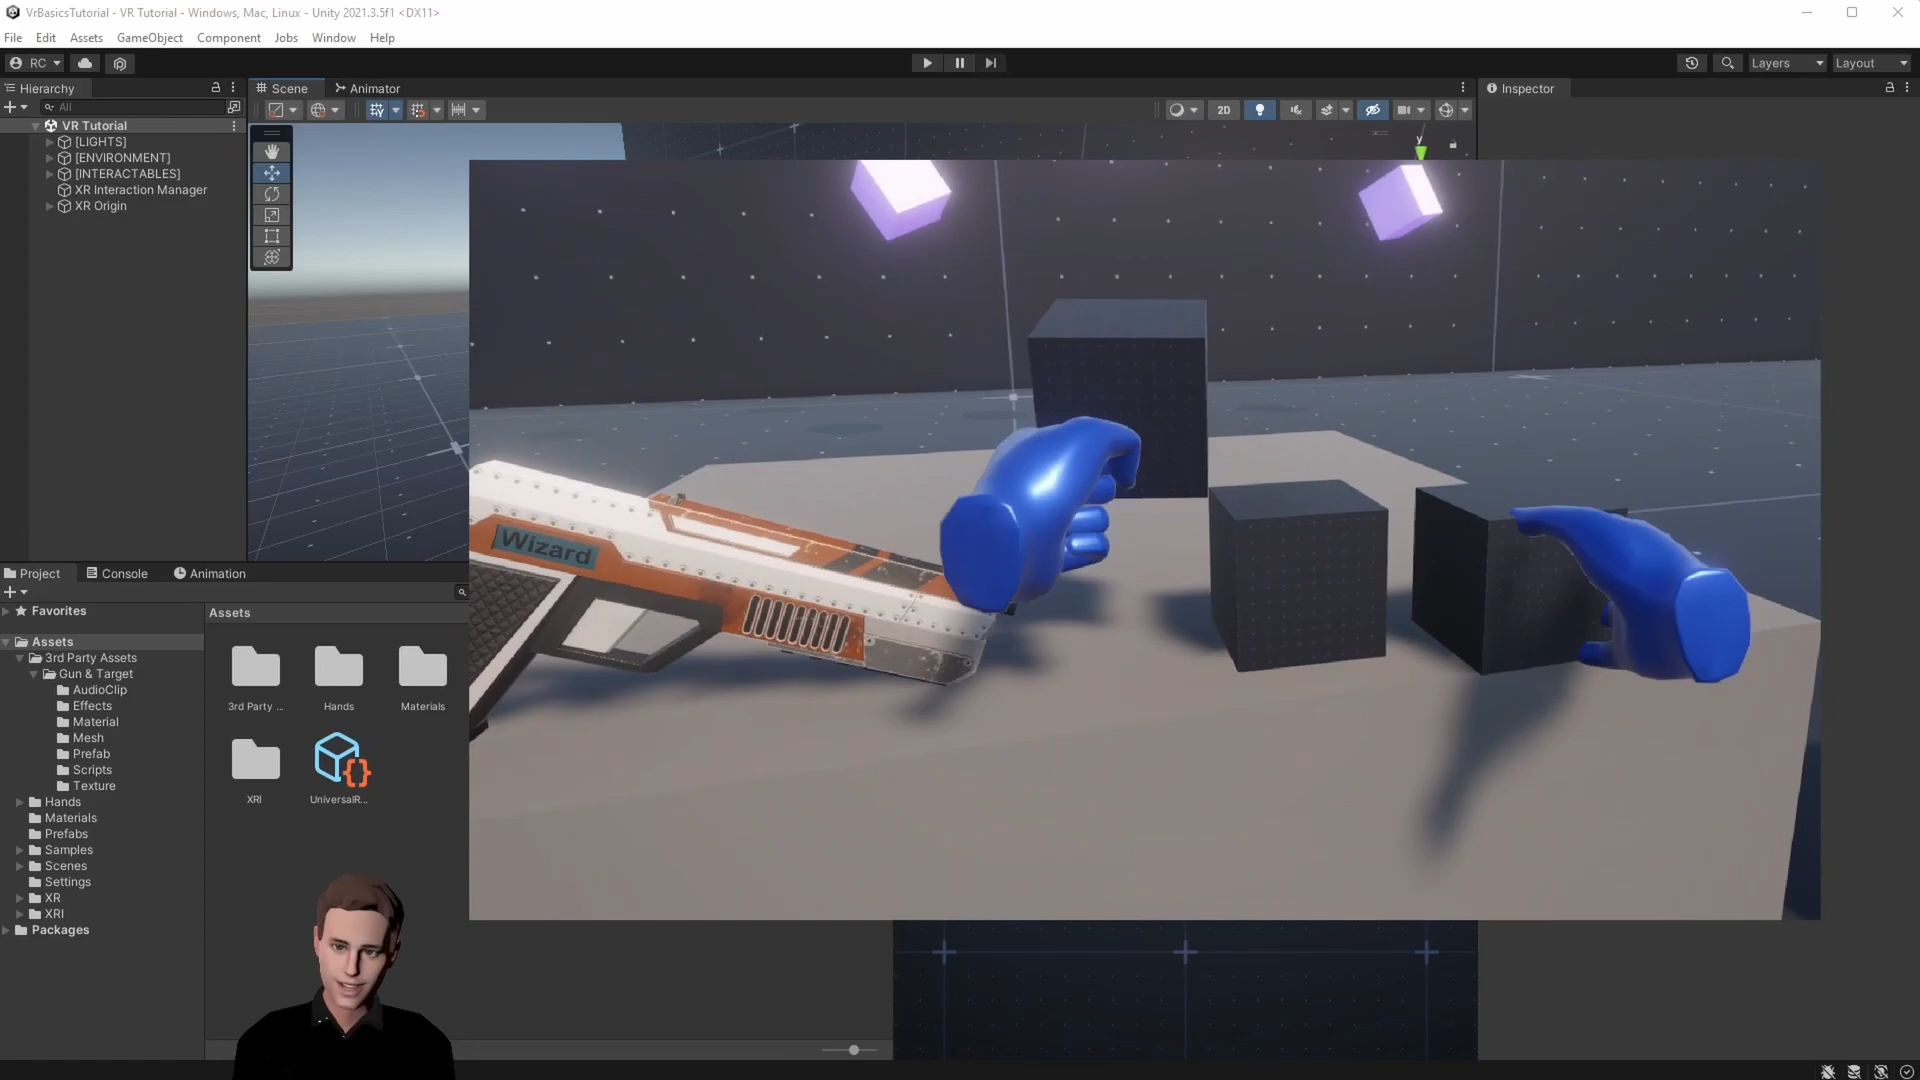 VrBasicsTutorial - VR Tutorial - Windows, Mac, Linux - Unity 2021.3.5f1 <DX11>
File Edit Assets GameObject Component Jobs Window Help
RC Layers Layout
Hierarchy Scene Animator Inspector
All 2D
VR Tutorial
[LIGHTS]
[ENVIRONMENT]
[INTERACTABLES]
XR Interaction Manager
XR Origin
y
Wizard
Project Console Animation
Favorites
Assets
3rd Party Assets
Gun & Target
AudioClip
Effects
Material
Mesh
Prefab
Scripts
Texture
Hands
Materials
Prefabs
Samples
Scenes
Settings
XR
XRI
Packages
Assets
3rd Party ... Hands Materials
XRI UniversalR...